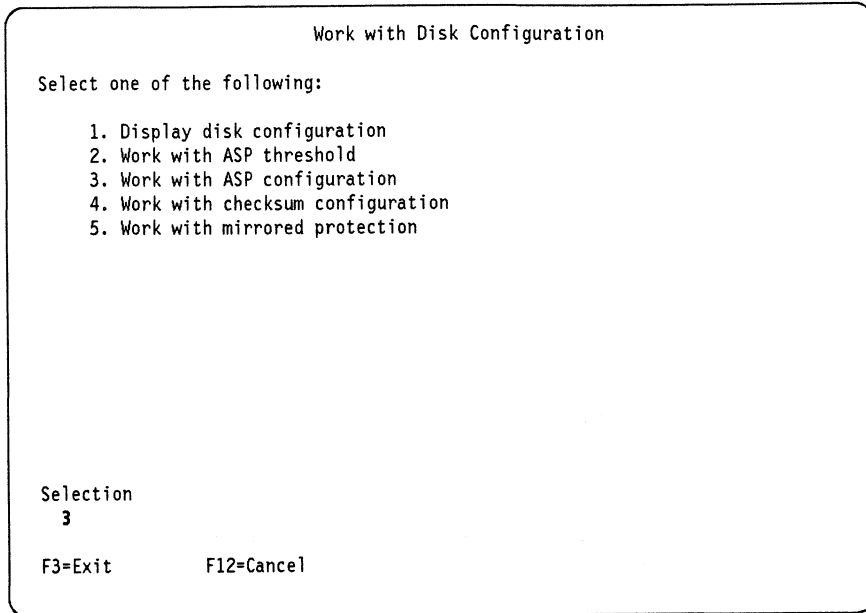 Work with Disk Configuration
Select one of the following:
1. Display disk configuration
2. Work with ASP threshold
3. Work with ASP configuration
4. Work with checksum configuration
5. Work with mirrored protection
Selection
3
F3=Exit F12=Cancel